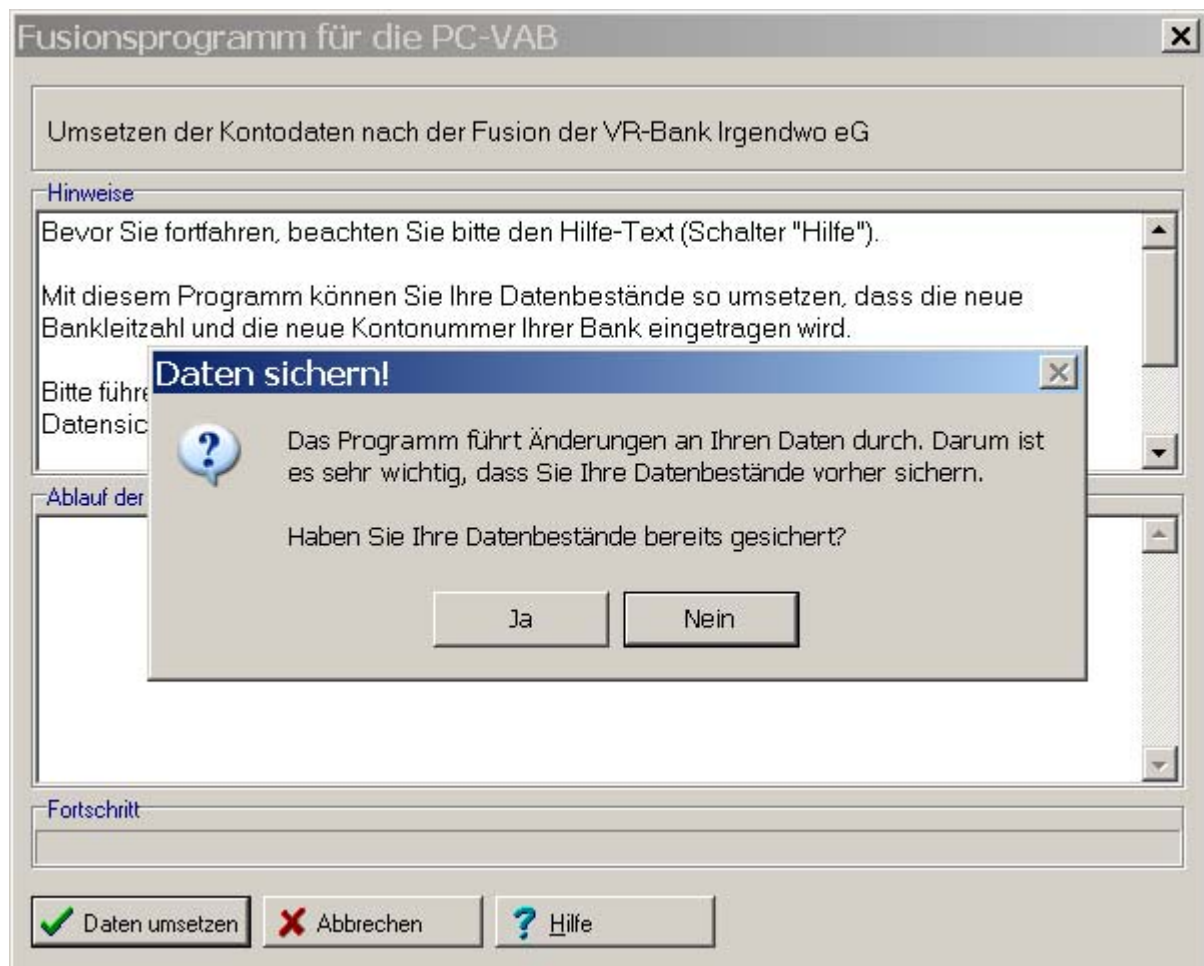 Fusionsprogramm für die PC-VAB
Umsetzen der Kontodaten nach der Fusion der VR-Bank Irgendwo eG
Hinweise
Bevor Sie fortfahren, beachten Sie bitte den Hilfe-Text (Schalter "Hilfe").
Mit diesem Programm können Sie Ihre Datenbestände so umsetzen, dass die neue
Bankleitzahl und die neue Kontonummer Ihrer Bank eingetragen wird.
Bitte führe
Datensic
Daten sichern!
Das Programm führt Änderungen an Ihren Daten durch. Darum ist
es sehr wichtig, dass Sie Ihre Datenbestände vorher sichern.
Haben Sie Ihre Datenbestände bereits gesichert?
Ja
Nein
Ablauf der
Fortschritt
Daten umsetzen
Abbrechen
Hilfe